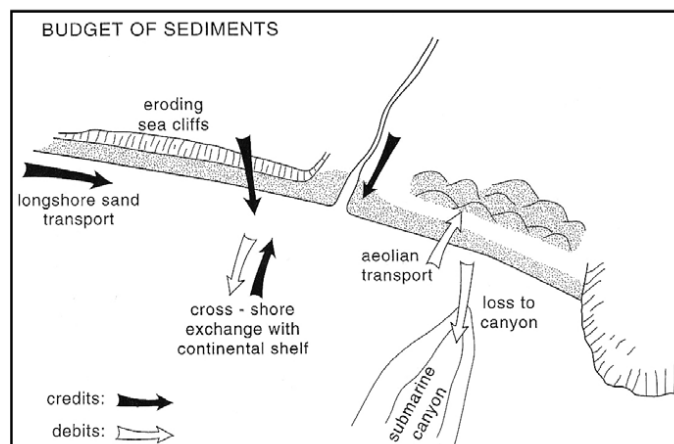 BUDGET OF SEDIMENTS
eroding
sea cliffs
longshore sand
transport
aeolian
transport
cross - shore
exchange with
continental shelf
loss to
canyon
submarine
canyon
credits:
debits: